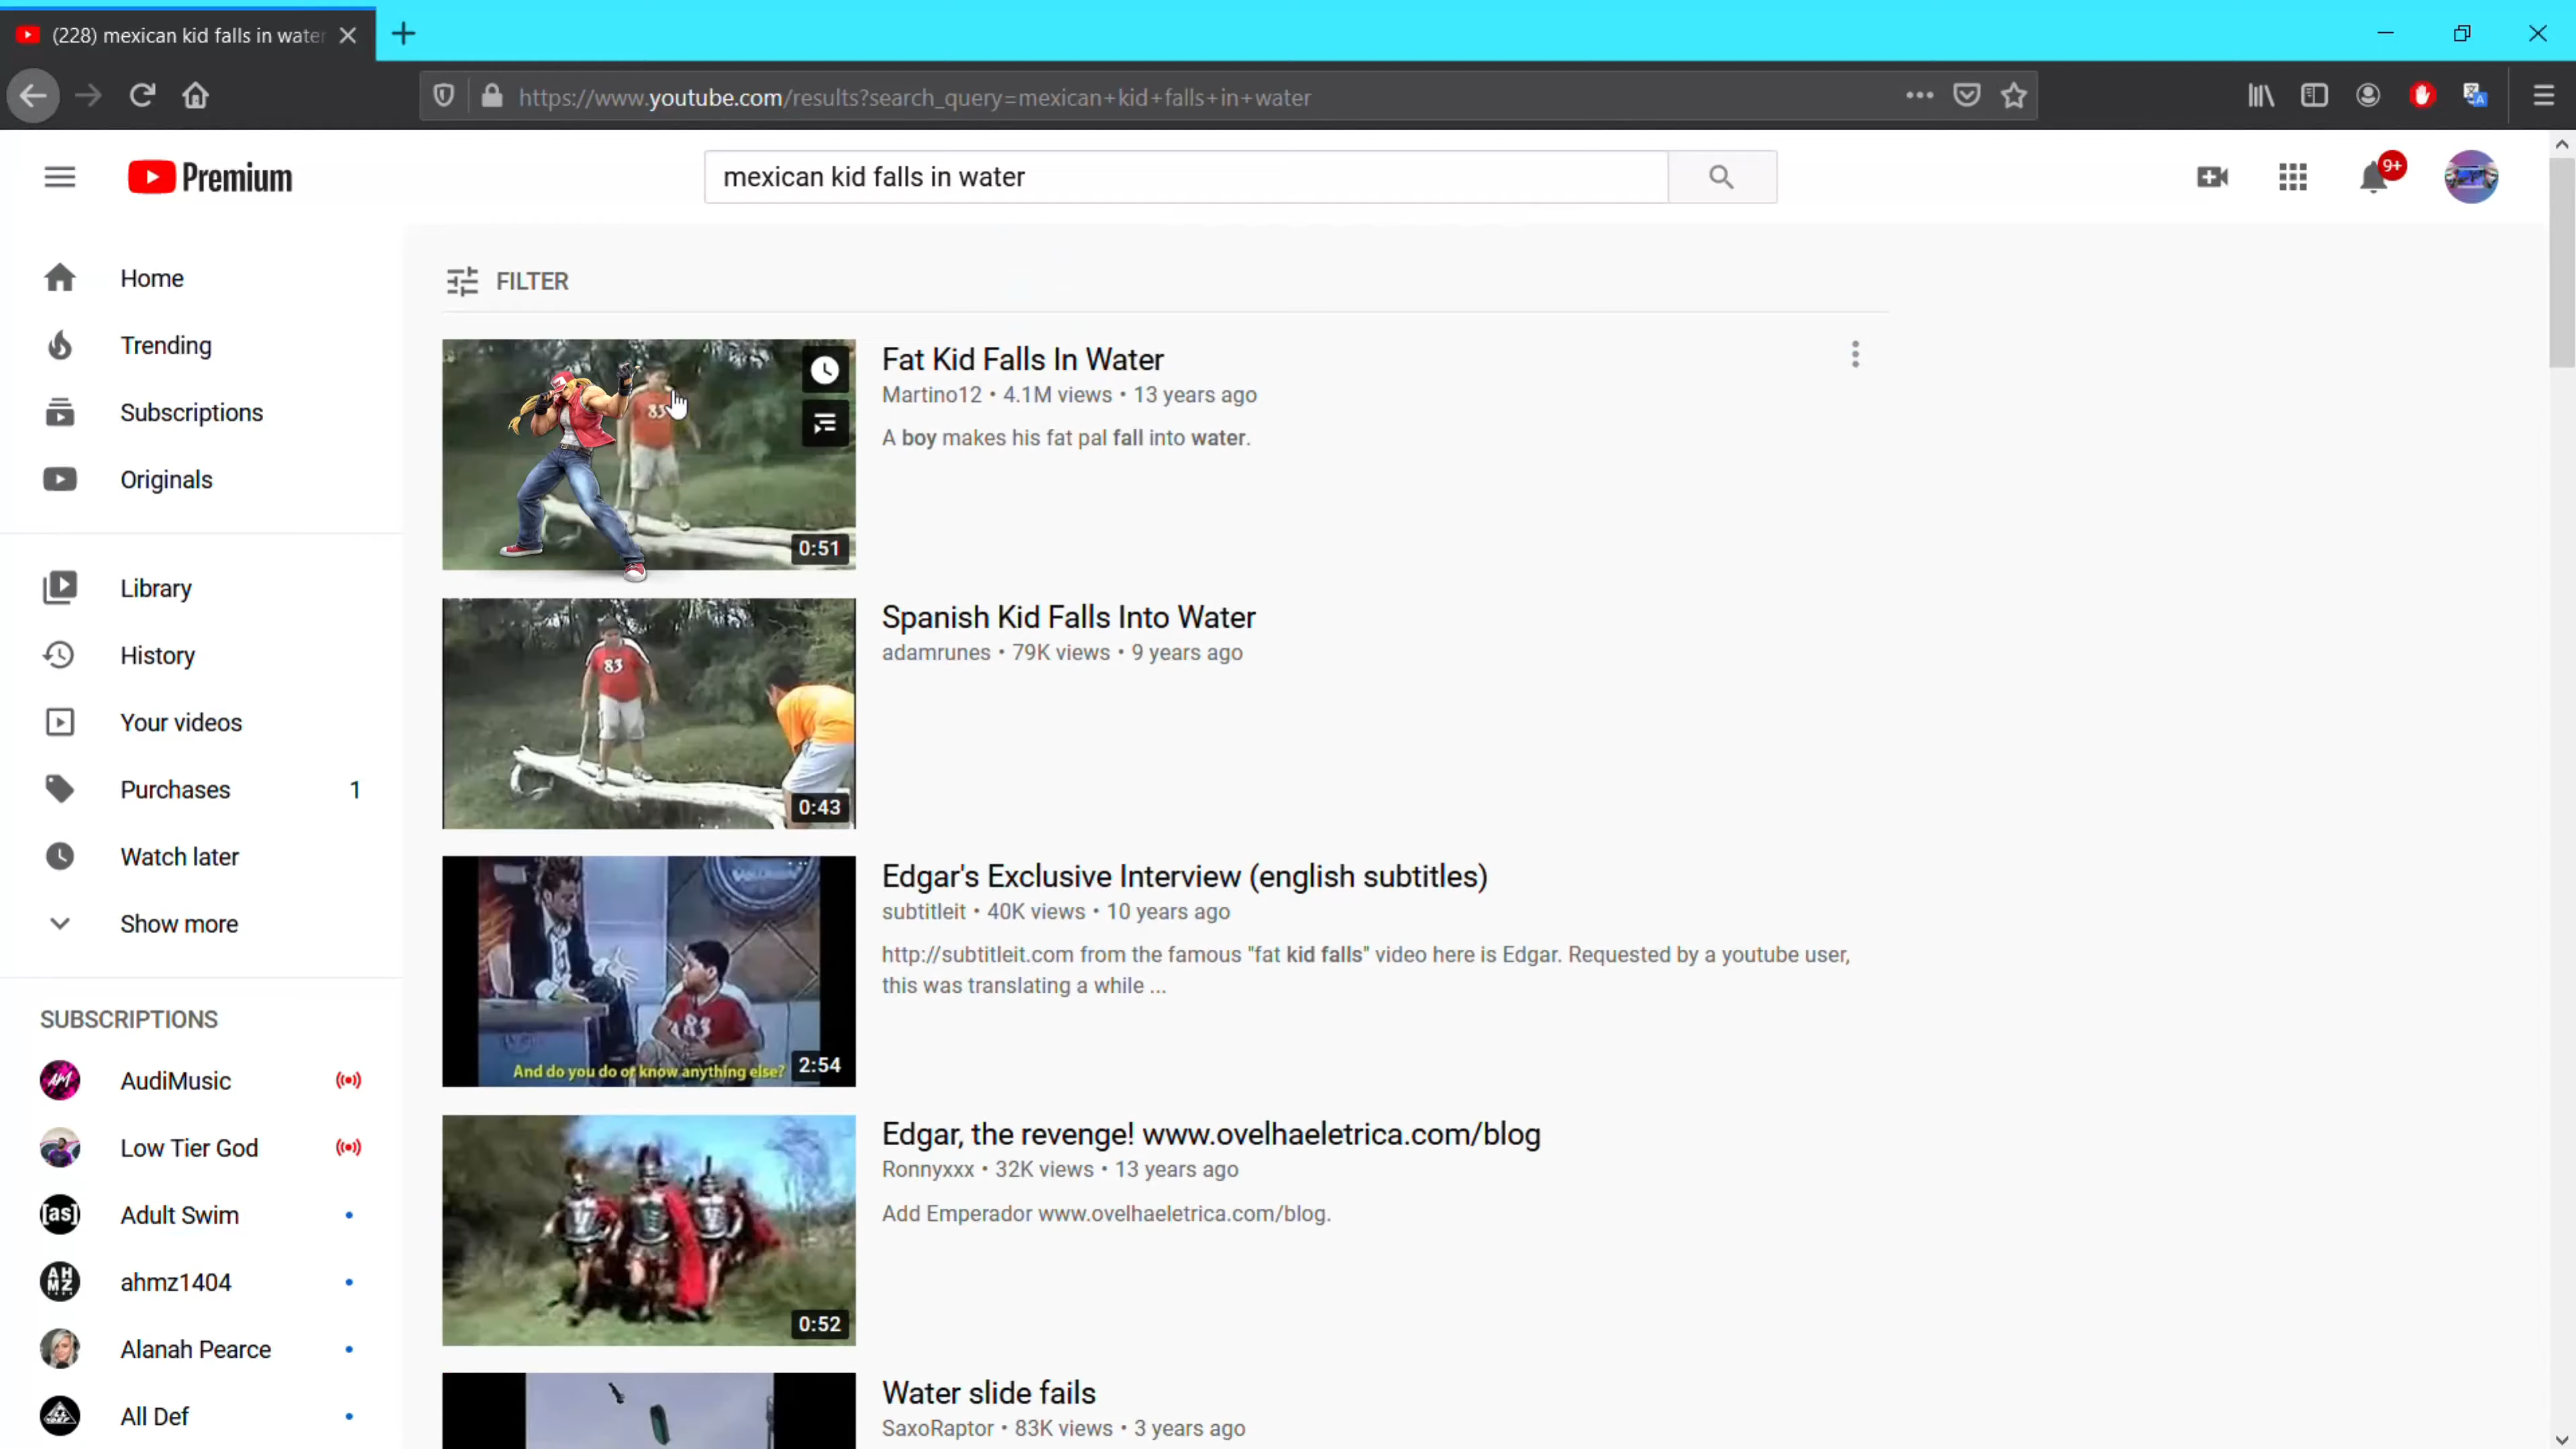 (228) mexican kid falls in water
https://www.youtube.com/results?search_query=mexican+kid+falls+in+water
Premium
mexican kid falls in water
9+
Home
Trending
Subscriptions
Originals
Library
History
Your videos
Purchases 1
Watch later
Show more
SUBSCRIPTIONS
AudiMusic
Low Tier God
[as] Adult Swim
AHMZ ahmz1404
Alanah Pearce
All Def
FILTER
83
0:51
Fat Kid Falls In Water
Martino12 • 4.1M views • 13 years ago
A boy makes his fat pal fall into water.
83
0:43
Spanish Kid Falls Into Water
adamrunes • 79K views • 9 years ago
83
And do you do or know anything else?
2:54
Edgar's Exclusive Interview (english subtitles)
subtitleit • 40K views • 10 years ago
http://subtitleit.com from the famous "fat kid falls" video here is Edgar. Requested by a youtube user,
this was translating a while ...
0:52
Edgar, the revenge! www.ovelhaeletrica.com/blog
Ronnyxxx • 32K views • 13 years ago
Add Emperador www.ovelhaeletrica.com/blog.
Water slide fails
SaxoRaptor • 83K views • 3 years ago